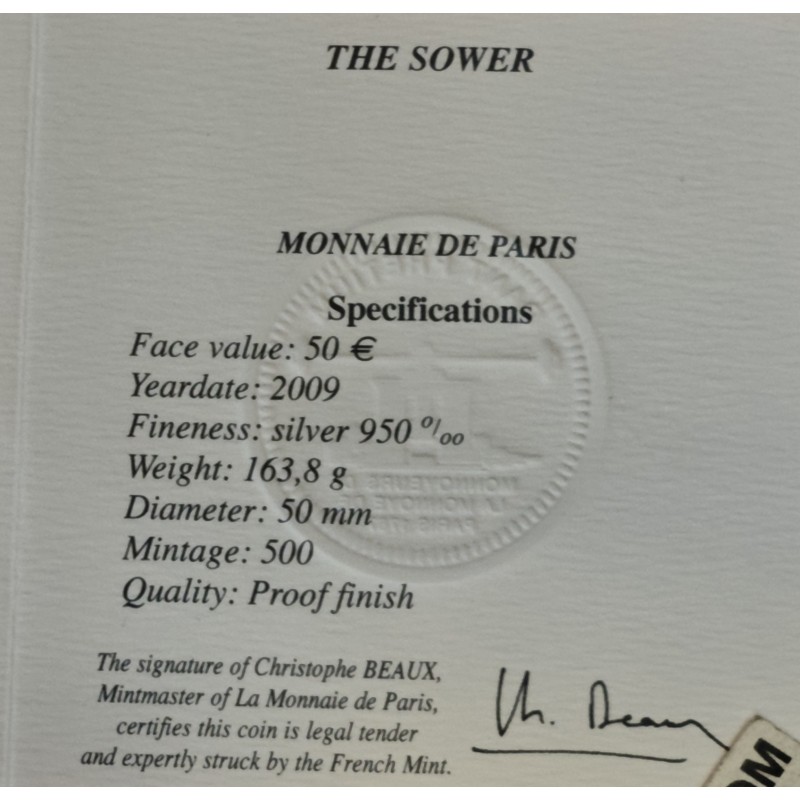 THE SOWER
MONNAIE DE PARIS
Specifications
Face value: 50 €
Yeardate: 2009
Fineness: silver 950 ‰
Weight: 163,8 g
Diameter: 50 mm
Mintage: 500
Quality: Proof finish
The signature of Christophe BEAUX,
Mintmaster of La Monnaie de Paris,
certifies this coin is legal tender
and expertly struck by the French Mint.
Ch. Beaux